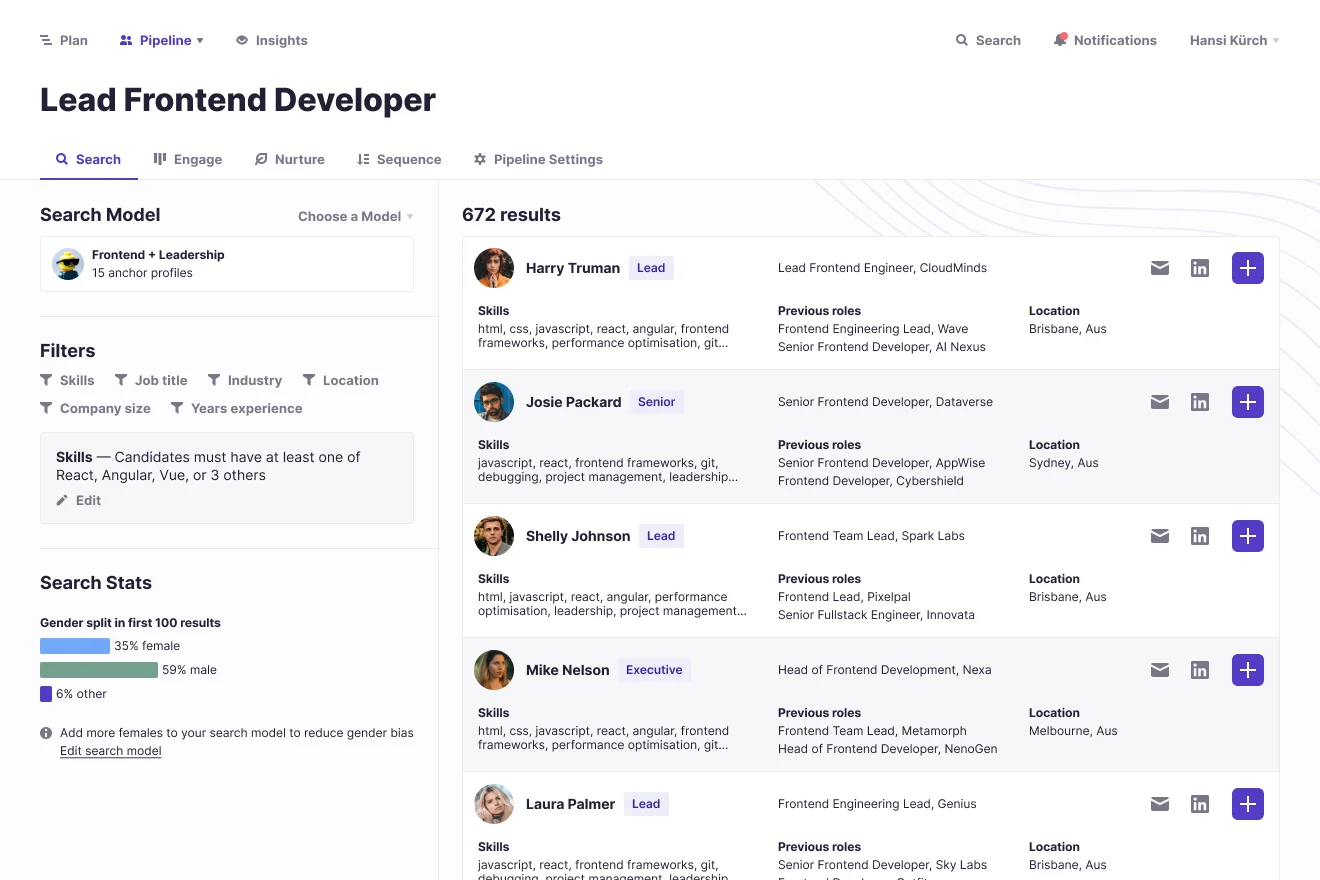 Plan
Pipeline
Insights
Search
Notifications
Hansi Kürch
Lead Frontend Developer
Search
Engage
Nurture
Sequence
Pipeline Settings
Search Model
Choose a Model
Frontend + Leadership
15 anchor profiles
Filters
Skills
Job title
Industry
Location
Company size
Years experience
Skills — Candidates must have at least one of
React, Angular, Vue, or 3 others
Edit
Search Stats
Gender split in first 100 results
35% female
59% male
6% other
Add more females to your search model to reduce gender bias
Edit search model
672 results
Harry Truman
Lead
Lead Frontend Engineer, CloudMinds
in
Skills
html, css, javascript, react, angular, frontend
frameworks, performance optimisation, git...
Previous roles
Frontend Engineering Lead, Wave
Senior Frontend Developer, AI Nexus
Location
Brisbane, Aus
Josie Packard
Senior
Senior Frontend Developer, Dataverse
in
Skills
javascript, react, frontend frameworks, git,
debugging, project management, leadership...
Previous roles
Senior Frontend Developer, AppWise
Frontend Developer, Cybershield
Location
Sydney, Aus
Shelly Johnson
Lead
Frontend Team Lead, Spark Labs
in
Skills
html, javascript, react, angular, performance
optimisation, leadership, project management...
Previous roles
Frontend Lead, Pixelpal
Senior Fullstack Engineer, Innovata
Location
Brisbane, Aus
Mike Nelson
Executive
Head of Frontend Development, Nexa
in
Skills
html, css, javascript, react, angular, frontend
frameworks, performance optimisation, git...
Previous roles
Frontend Team Lead, Metamorph
Head of Frontend Developer, NenoGen
Location
Melbourne, Aus
Laura Palmer
Lead
Frontend Engineering Lead, Genius
in
Skills
javascript, react, frontend frameworks, git,
debugging, project management, leadership
Previous roles
Senior Frontend Developer, Sky Labs
Location
Brisbane, Aus